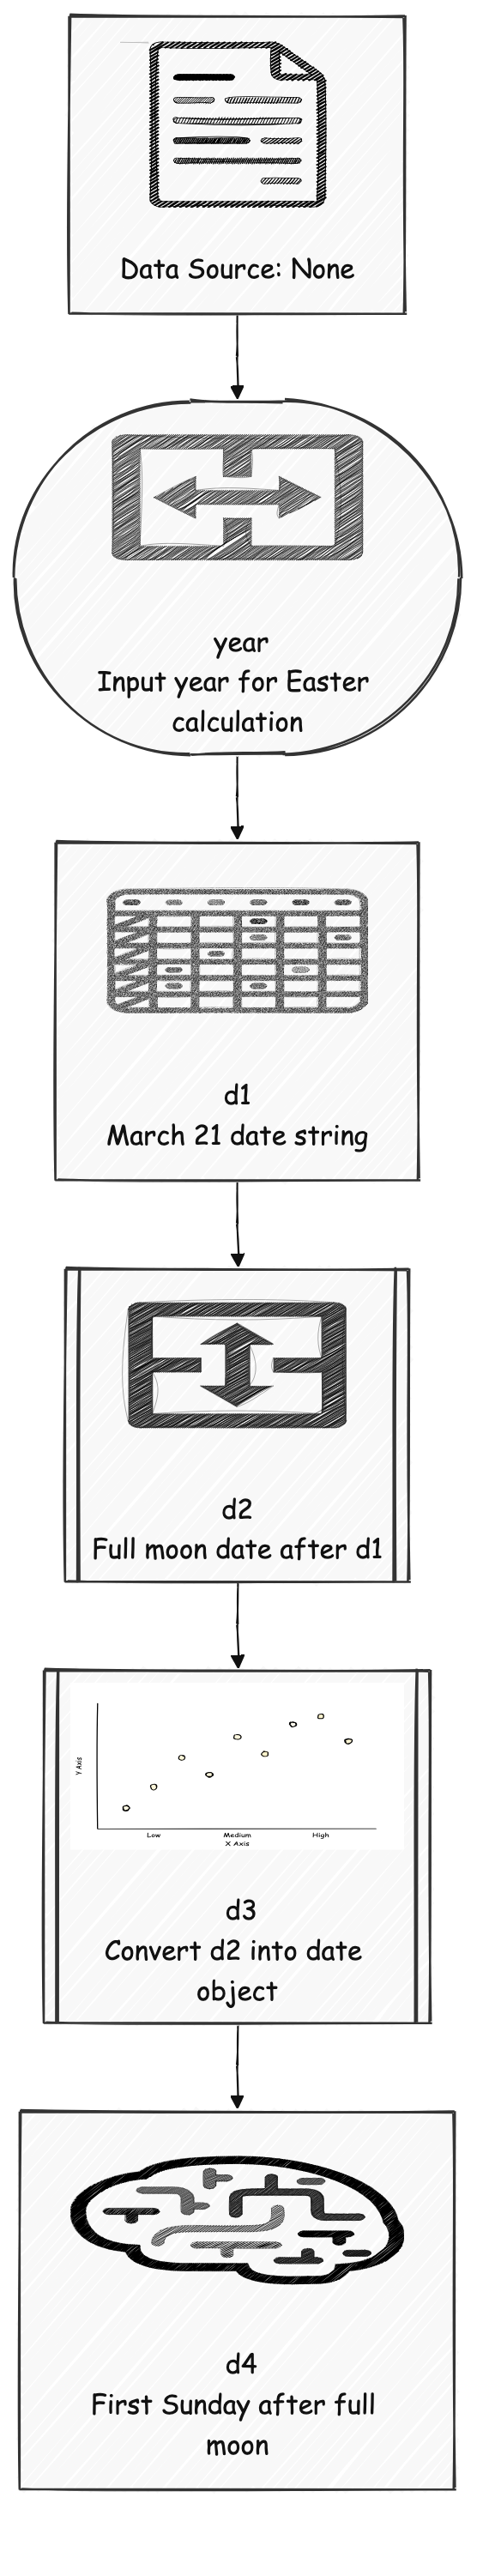 Data Source: None
year
Input year for Easter
calculation
d1
March 21 date string
d2
Full moon date after d1
Y Axis
Low Medium High
X Axis
d3
Convert d2 into date
object
d4
First Sunday after full
moon